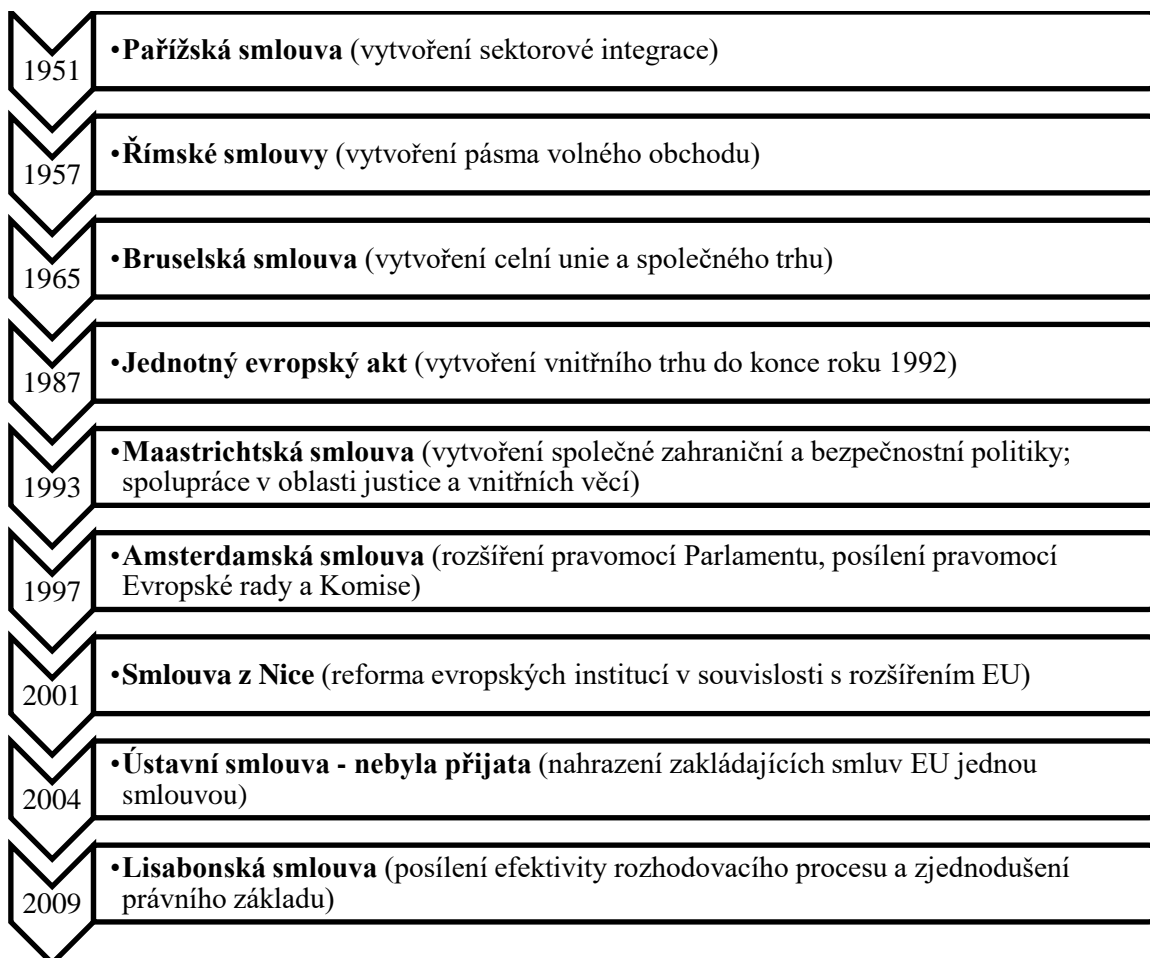 1951
•Pařížská smlouva (vytvoření sektorové integrace)
1957
•Římské smlouvy (vytvoření pásma volného obchodu)
1965
•Bruselská smlouva (vytvoření celní unie a společného trhu)
1987
•Jednotný evropský akt (vytvoření vnitřního trhu do konce roku 1992)
1993
•Maastrichtská smlouva (vytvoření společné zahraniční a bezpečnostní politiky;
spolupráce v oblasti justice a vnitřních věcí)
1997
•Amsterdamská smlouva (rozšíření pravomocí Parlamentu, posílení pravomocí
Evropské rady a Komise)
2001
•Smlouva z Nice (reforma evropských institucí v souvislosti s rozšířením EU)
2004
•Ústavní smlouva - nebyla přijata (nahrazení zakládajících smluv EU jednou
smlouvou)
2009
•Lisabonská smlouva (posílení efektivity rozhodovacího procesu a zjednodušení
právního základu)